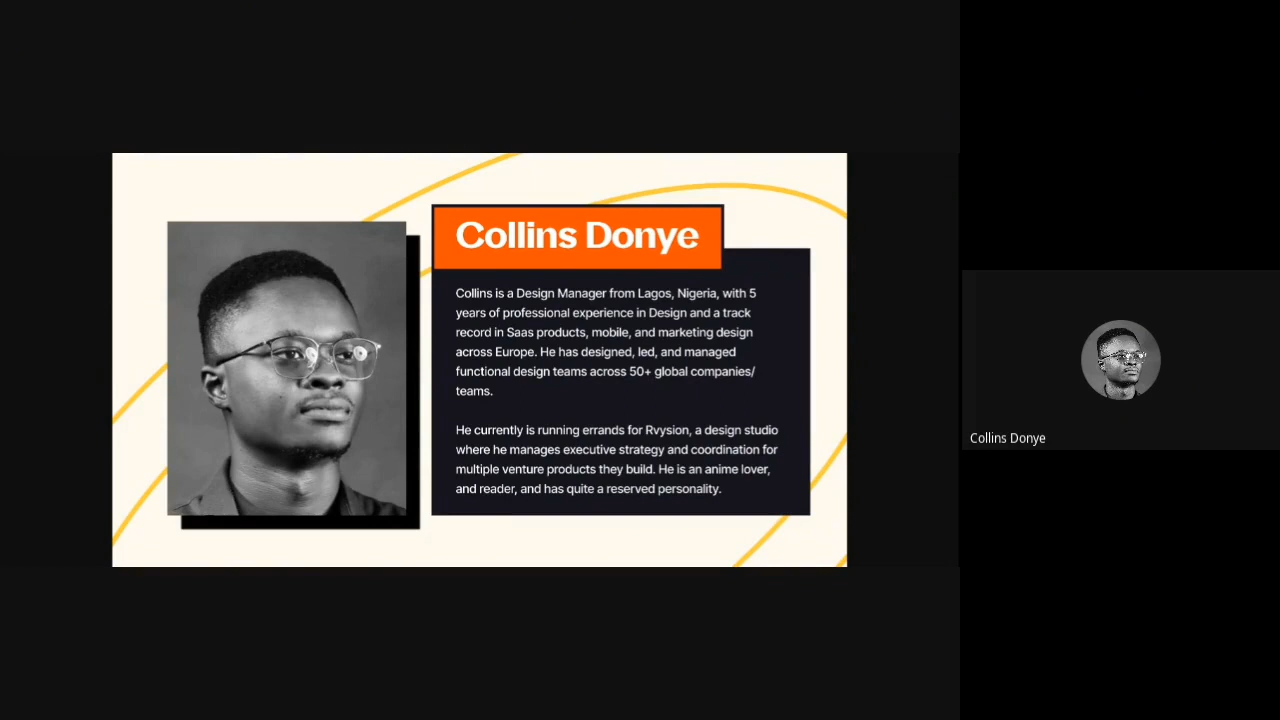 Collins Donye
Collins is a Design Manager from Lagos, Nigeria, with 5
years of professional experience in Design and a track
record in Saas products, mobile, and marketing design
across Europe. He has designed, led, and managed
functional design teams across 50+ global companies/
teams.
He currently is running errands for Rvysion, a design studio
where he manages executive strategy and coordination for
multiple venture products they build. He is an anime lover,
and reader, and has quite a reserved personality.
Collins Donye